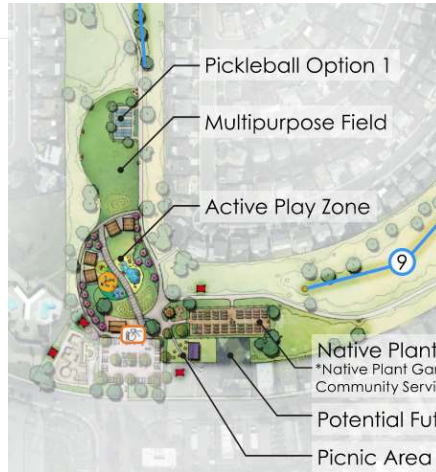 Pickleball Option 1
Multipurpose Field
Active Play Zone
9
Native Plant
*Native Plant Gar
Community Servi
Potential Fut
Picnic Area